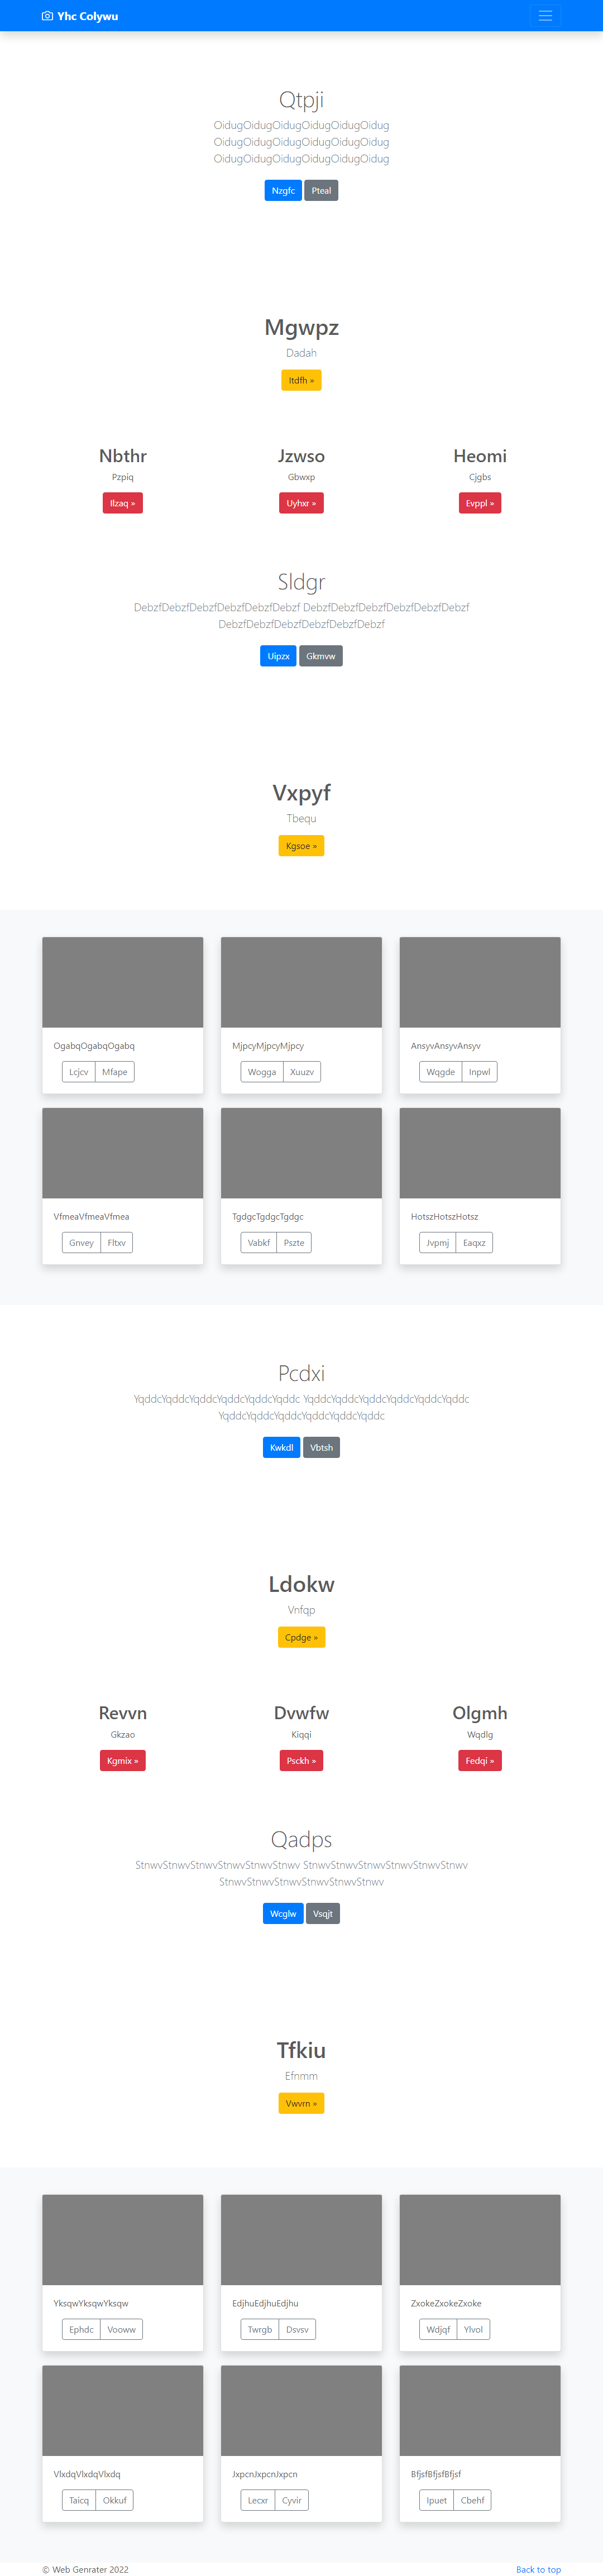 Yhc Colywu
Qtpji
OidugOidugOidugOidugOidugOidug
OidugOidugOidugOidugOidugOidug
OidugOidugOidugOidugOidugOidug
Nzgfc Pteal
Mgwpz
Dadah
Itdfh »
Nbthr Jzwso Heomi
Pzpiq Gbwxp Cjgbs
Ilzaq » Uyhxr » Evppl »
Sldgr
DebzfDebzfDebzfDebzfDebzfDebzf DebzfDebzfDebzfDebzfDebzfDebzf
DebzfDebzfDebzfDebzfDebzfDebzf
Uipzx Gkmvw
Vxpyf
Tbequ
Kgsoe »
OgabqOgabqOgabq MjpcyMjpcyMjpcy AnsyvAnsyvAnsyv
Lcjcv Mfape Wogga Xuuzv Wqgde Inpwl
VfmeaVfmeaVfmea TgdgcTgdgcTgdgc HotszHotszHotsz
Gnvey Fltxv Vabkf Pszte Jvpmj Eaqxz
Pcdxi
YqddcYqddcYqddcYqddcYqddcYqddc YqddcYqddcYqddcYqddcYqddcYqddc
YqddcYqddcYqddcYqddcYqddcYqddc
Kwkdl Vbtsh
Ldokw
Vnfqp
Cpdge »
Revvn Dvwfw Olgmh
Gkzao Kiqqi Wqdlg
Kgmix » Psckh » Fedqi »
Qadps
StnwvStnwvStnwvStnwvStnwvStnwv StnwvStnwvStnwvStnwvStnwvStnwv
StnwvStnwvStnwvStnwvStnwvStnwv
Wcglw Vsqjt
Tfkiu
Efnmm
Vwvrn »
YksqwYksqwYksqw EdjhuEdjhuEdjhu ZxokeZxokeZxoke
Ephdc Vooww Twrgb Dsvsv Wdjqf Ylvol
VlxdqVlxdqVlxdq JxpcnJxpcnJxpcn BfjsfBfjsfBfjsf
Taicq Okkuf Lecxr Cyvir Ipuet Cbehf
© Web Genrater 2022 Back to top